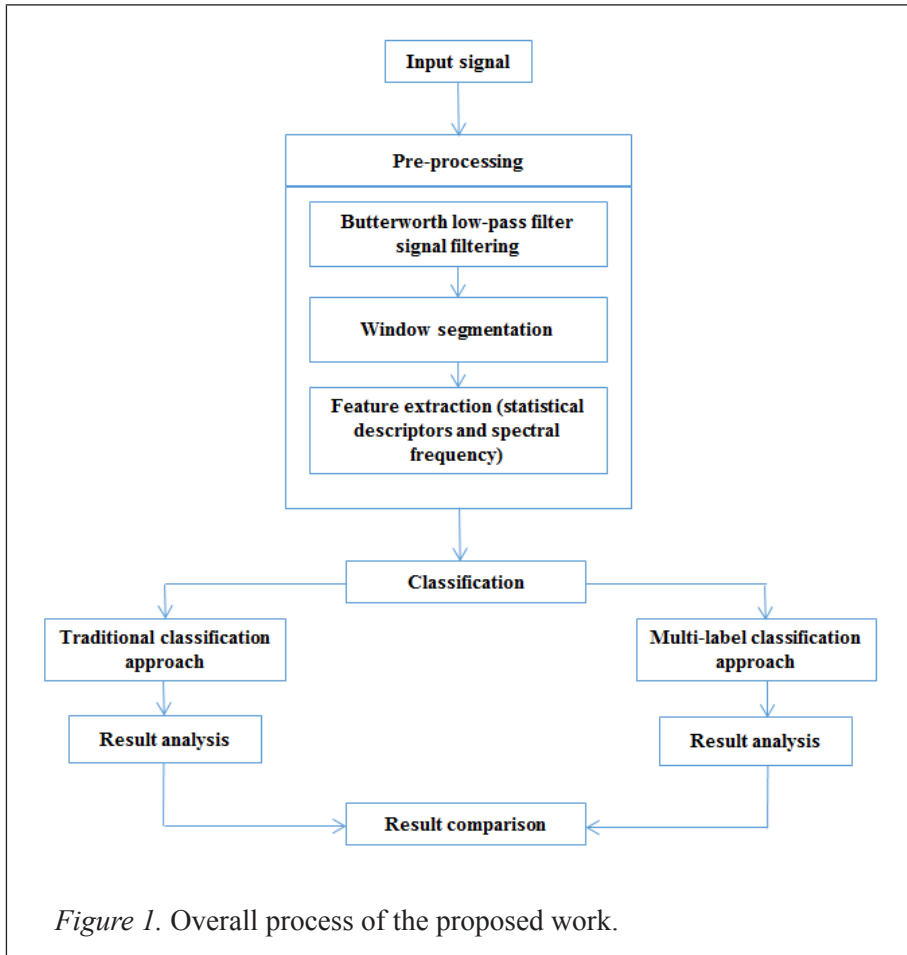 Input signal
Pre-processing
Butterworth low-pass filter
signal filtering
Window segmentation
Feature extraction (statistical
descriptors and spectral
frequency)
Classification
Traditional classification
approach
Multi-label classification
approach
Result analysis
Result analysis
Result comparison
Figure 1. Overall process of the proposed work.